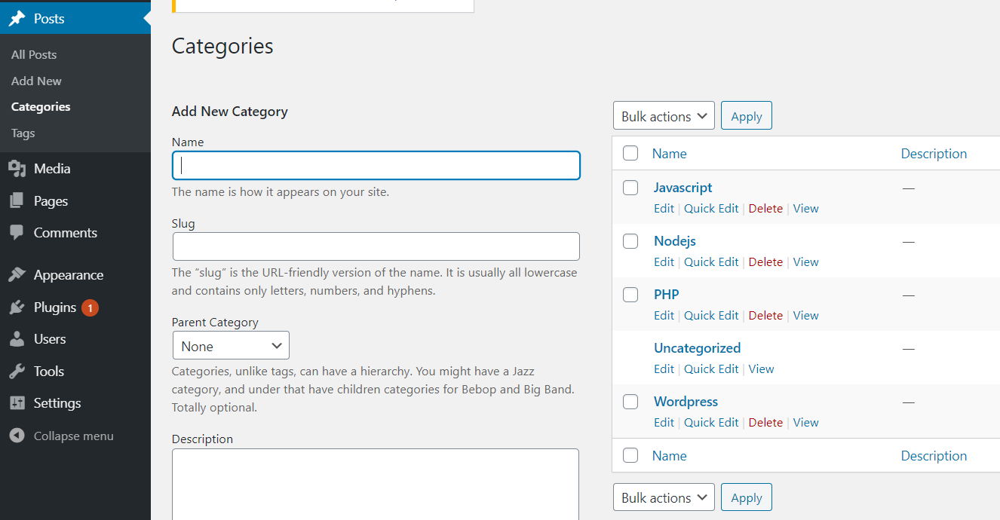 Posts
All Posts
Add New
Categories
Tags
Media
Pages
Comments
Appearance
Plugins 1
Users
Tools
Settings
Collapse menu
Categories
Add New Category
Name
The name is how it appears on your site.
Slug
The “slug” is the URL-friendly version of the name. It is usually all lowercase
and contains only letters, numbers, and hyphens.
Parent Category
None
Categories, unlike tags, can have a hierarchy. You might have a Jazz
category, and under that have children categories for Bebop and Big Band.
Totally optional.
Description
Bulk actions Apply
Name Description
Javascript —
Edit | Quick Edit | Delete | View
Nodejs —
Edit | Quick Edit | Delete | View
PHP —
Edit | Quick Edit | Delete | View
Uncategorized —
Edit | Quick Edit | View
Wordpress —
Edit | Quick Edit | Delete | View
Name Description
Bulk actions Apply